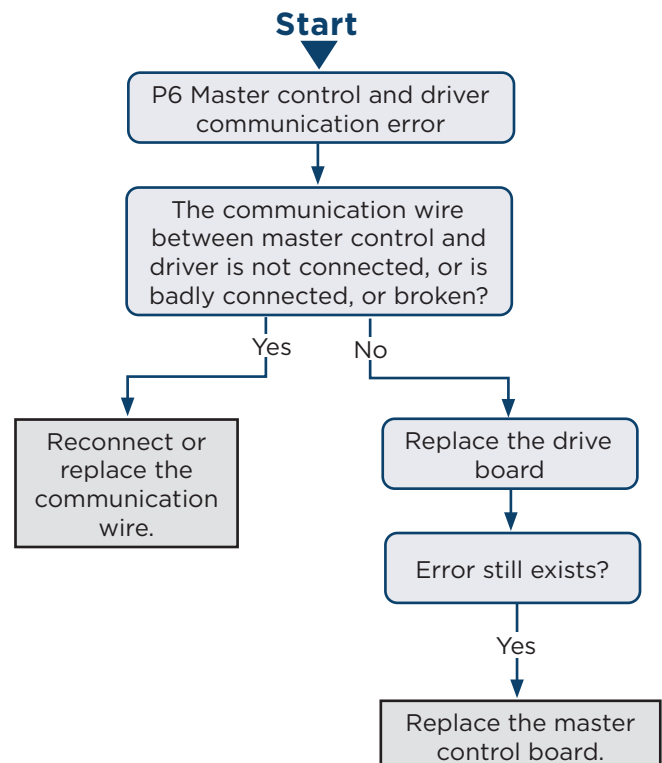 Start
P6 Master control and driver
communication error
The communication wire
between master control and
driver is not connected, or is
badly connected, or broken?
Yes
No
Reconnect or
replace the
communication
wire.
Replace the drive
board
Error still exists?
Yes
Replace the master
control board.